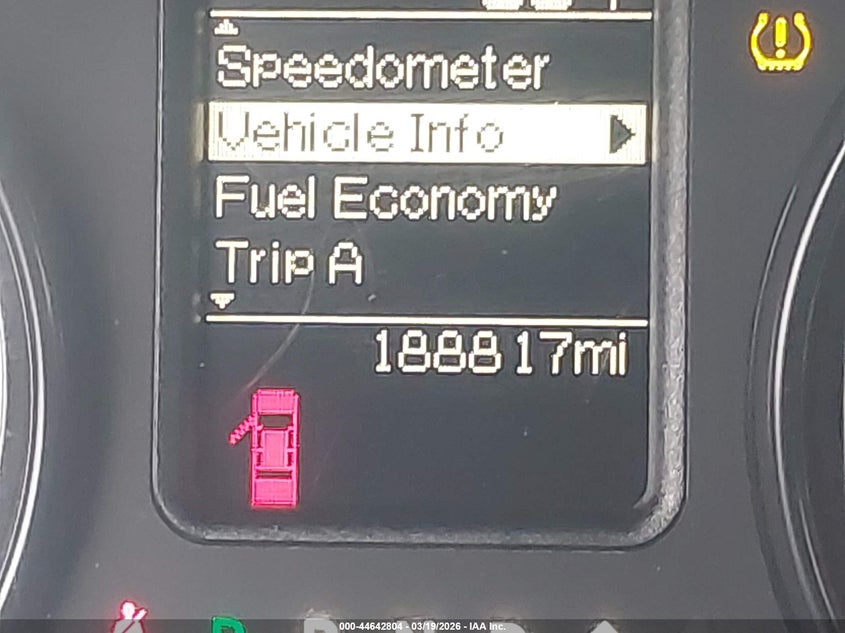 Speedometer
Vehicle Info
Fuel Economy
Trip A
188817mi
000-44642804 - 03/19/2026 - IAA Inc.